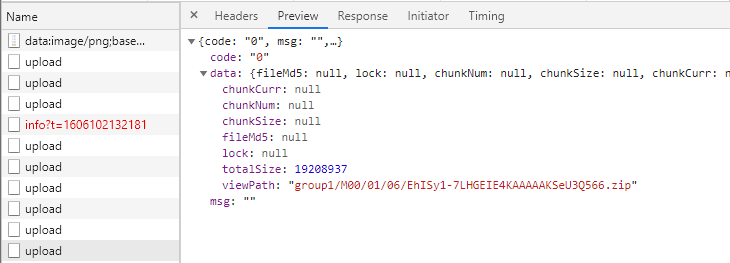 Name
data:image/png;base...
upload
upload
upload
info?t=1606102132181
upload
upload
upload
upload
upload
upload
Headers Preview Response Initiator Timing
{code: "0", msg: "",…}
code: "0"
data: {fileMd5: null, lock: null, chunkNum: null, chunkSize: null, chunkCurr: n
chunkCurr: null
chunkNum: null
chunkSize: null
fileMd5: null
lock: null
totalSize: 19208937
viewPath: "group1/M00/01/06/EhISy1-7LHGEIE4KAAAAAKSeU3Q566.zip"
msg: ""